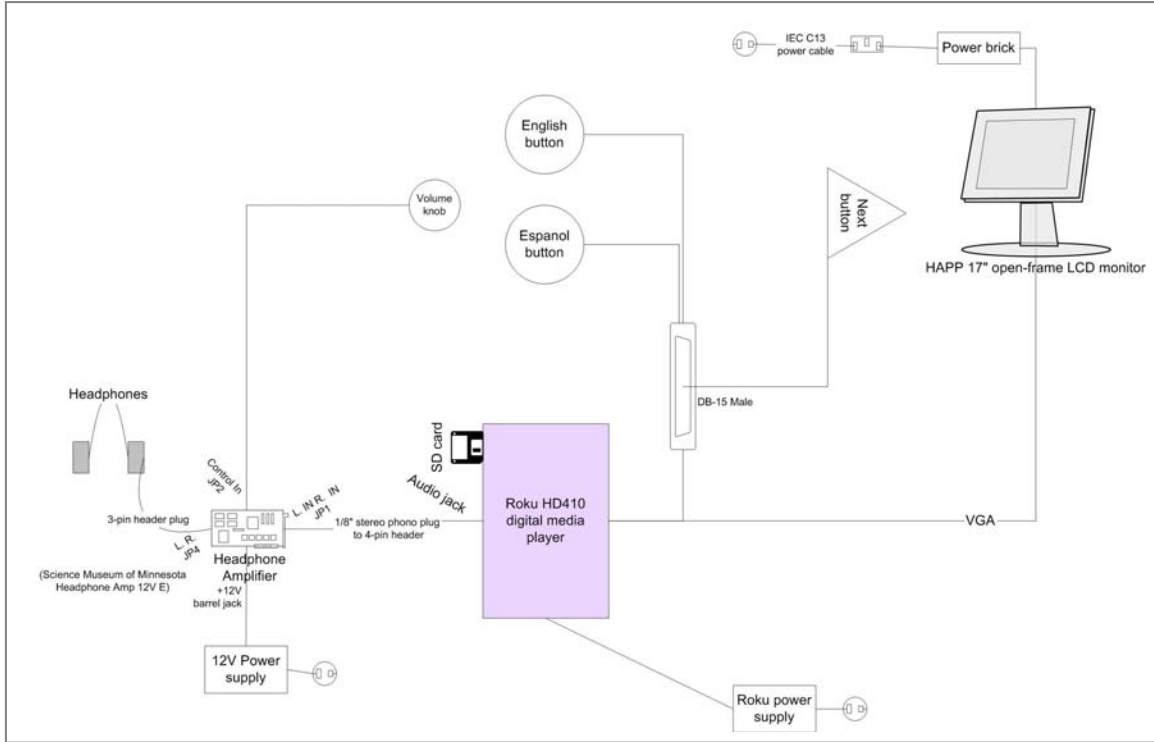 IEC C13
power cable
Power brick
English
button
Volume
knob
Espanol
button
Next
button
HAPP 17" open-frame LCD monitor
DB-15 Male
Headphones
SD card
Audio jack
Control In
JP2
L. IN R. IN
JP1
3-pin header plug
1/8" stereo phono plug
to 4-pin header
L. R.
JP4
Headphone
Amplifier
(Science Museum of Minnesota
Headphone Amp 12V E)
+12V
barrel jack
Roku HD410
digital media
player
VGA
12V Power
supply
Roku power
supply